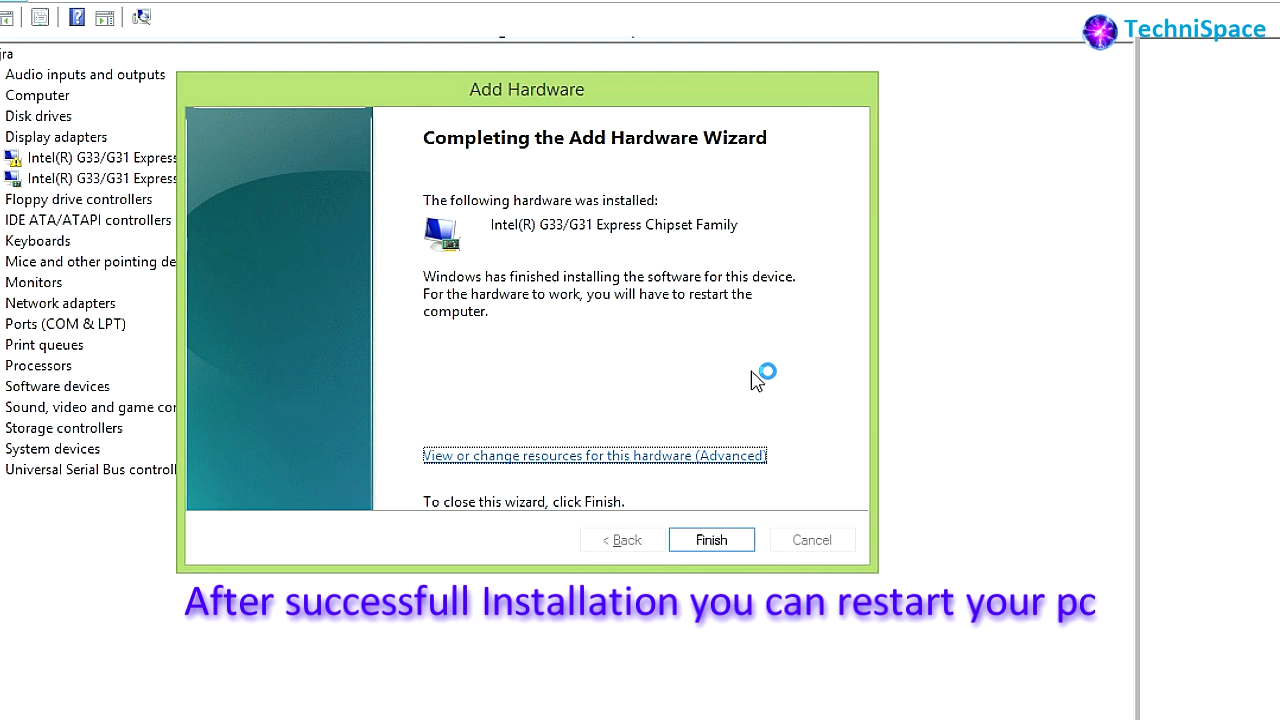 TechniSpace
jra
Audio inputs and outputs
Computer
Disk drives
Display adapters
Intel(R) G33/G31 Express
Intel(R) G33/G31 Express
Floppy drive controllers
IDE ATA/ATAPI controllers
Keyboards
Mice and other pointing de
Monitors
Network adapters
Ports (COM & LPT)
Print queues
Processors
Software devices
Sound, video and game cor
Storage controllers
System devices
Universal Serial Bus controll
Add Hardware
Completing the Add Hardware Wizard
The following hardware was installed:
Intel(R) G33/G31 Express Chipset Family
Windows has finished installing the software for this device.
For the hardware to work, you will have to restart the
computer.
View or change resources for this hardware (Advanced)
To close this wizard, click Finish.
< Back
Finish
Cancel
After successfull Installation you can restart your pc